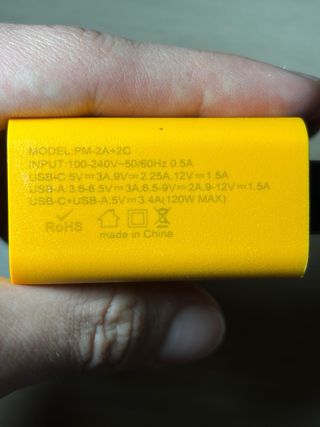 MODEL:PM-2A+2C
INPUT:100-240V~50/60Hz 0.5A
USB-C:5V⎓3A,9V⎓2.25A,12V⎓1.5A
USB-A:3.6-6.5V⎓3A,6.5-9V⎓2A,9-12V⎓1.5A
USB-C+USB-A:5V⎓3.4A(120W MAX)
RoHS
made in China